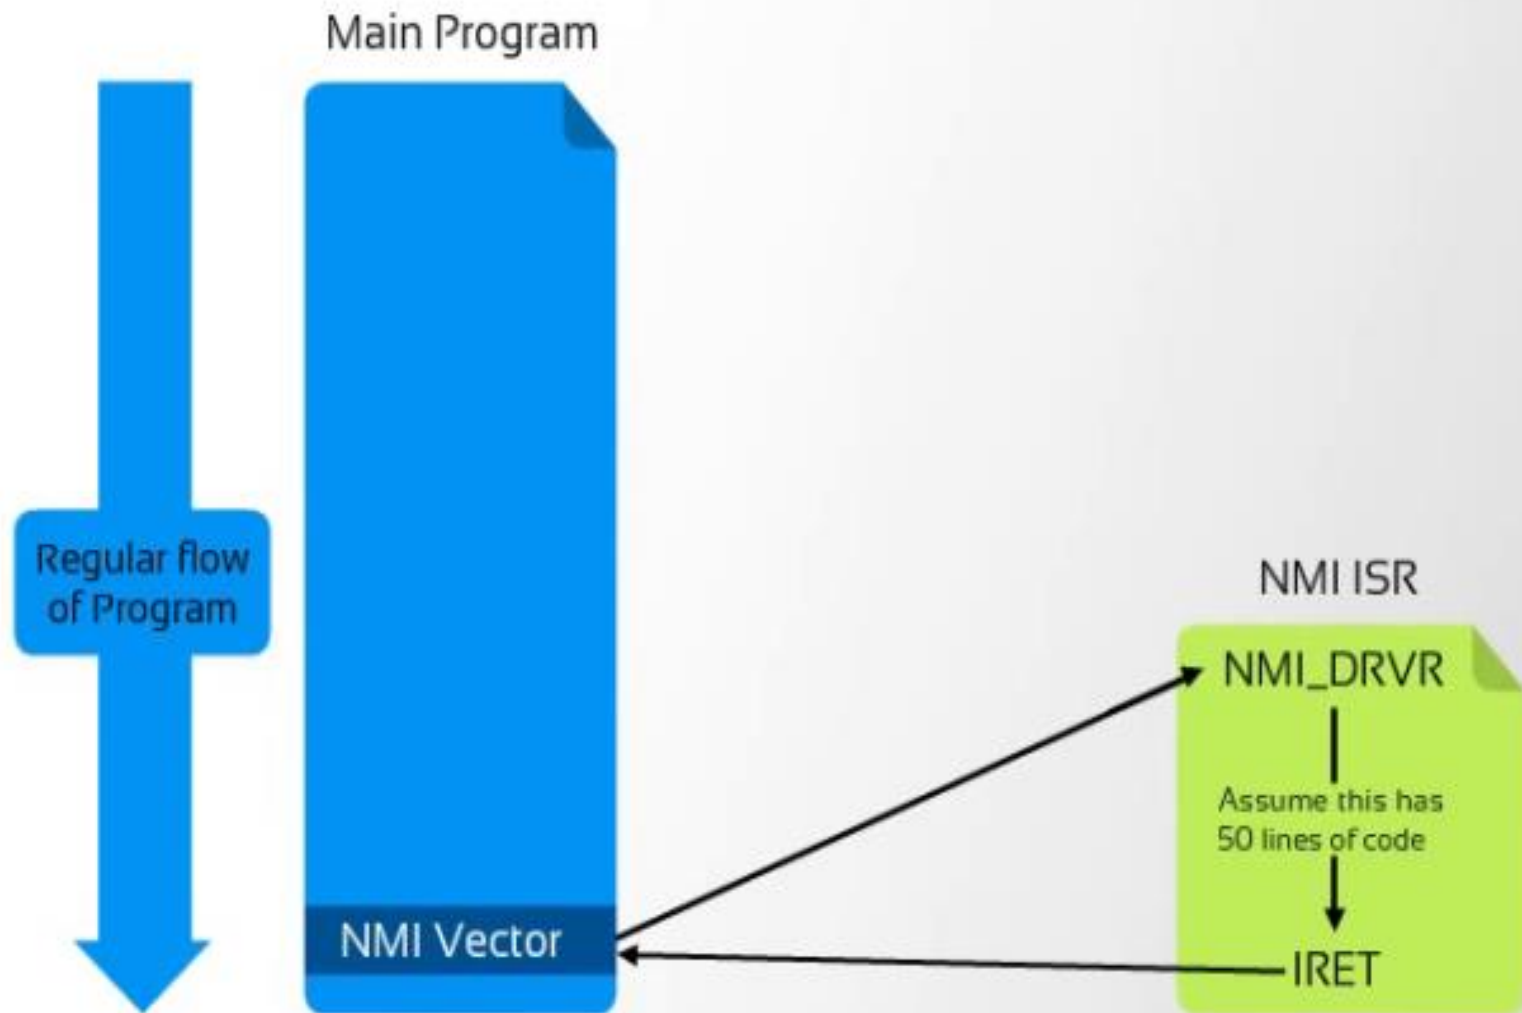 Main Program
Regular flow
of Program
NMI ISR
NMI_DRVR
Assume this has
50 lines of code
NMI Vector
IRET